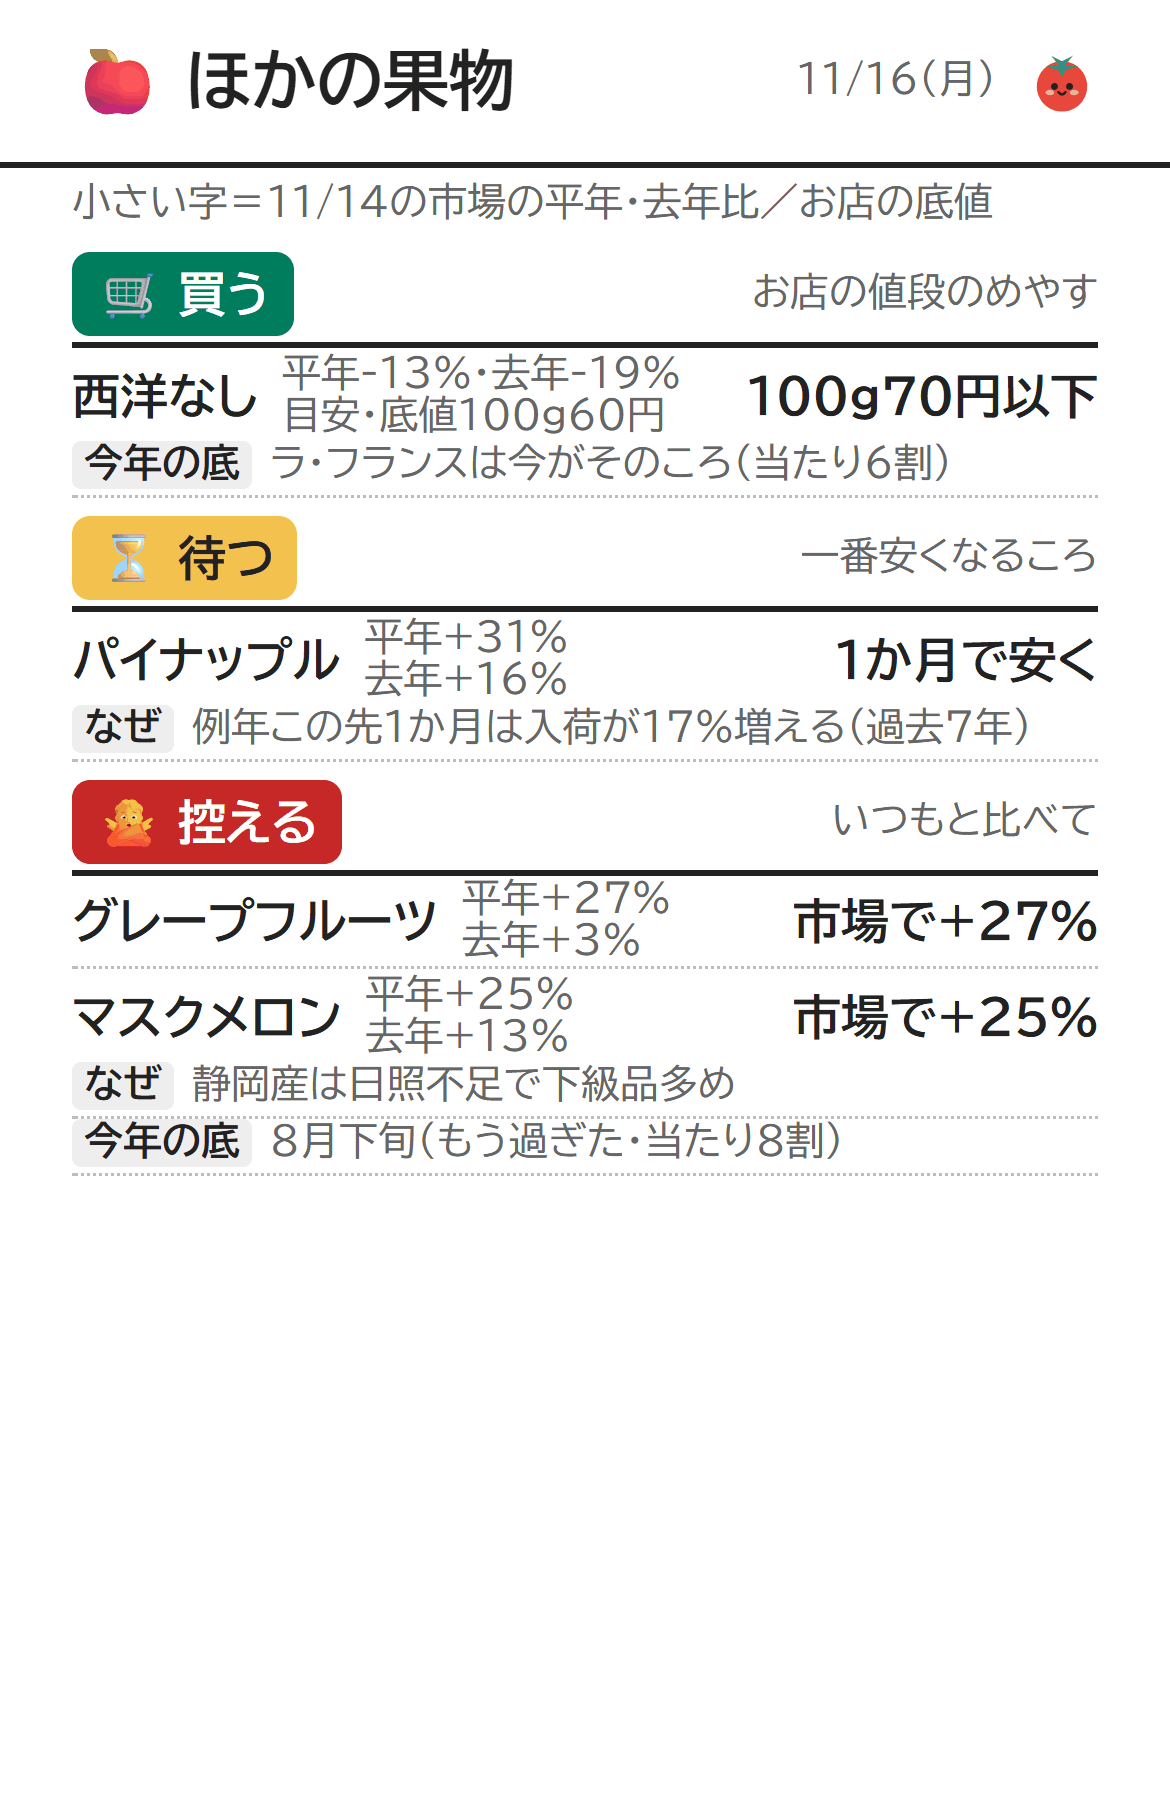 ほかの果物
11/16(月)
小さい字=11/14の市場の平年・去年比／お店の底値
買う
お店の値段のめやす
西洋なし
平年-13%・去年-19%
目安・底値100g60円
100g70円以下
今年の底 ラ・フランスは今がそのころ(当たり6割)
待つ
一番安くなるころ
パイナップル
平年+31%
去年+16%
1か月で安く
なぜ 例年この先1か月は入荷が17%増える(過去7年)
控える
いつもと比べて
グレープフルーツ
平年+27%
去年+3%
市場で+27%
マスクメロン
平年+25%
去年+13%
市場で+25%
なぜ 静岡産は日照不足で下級品多め
今年の底 8月下旬(もう過ぎた・当たり8割)